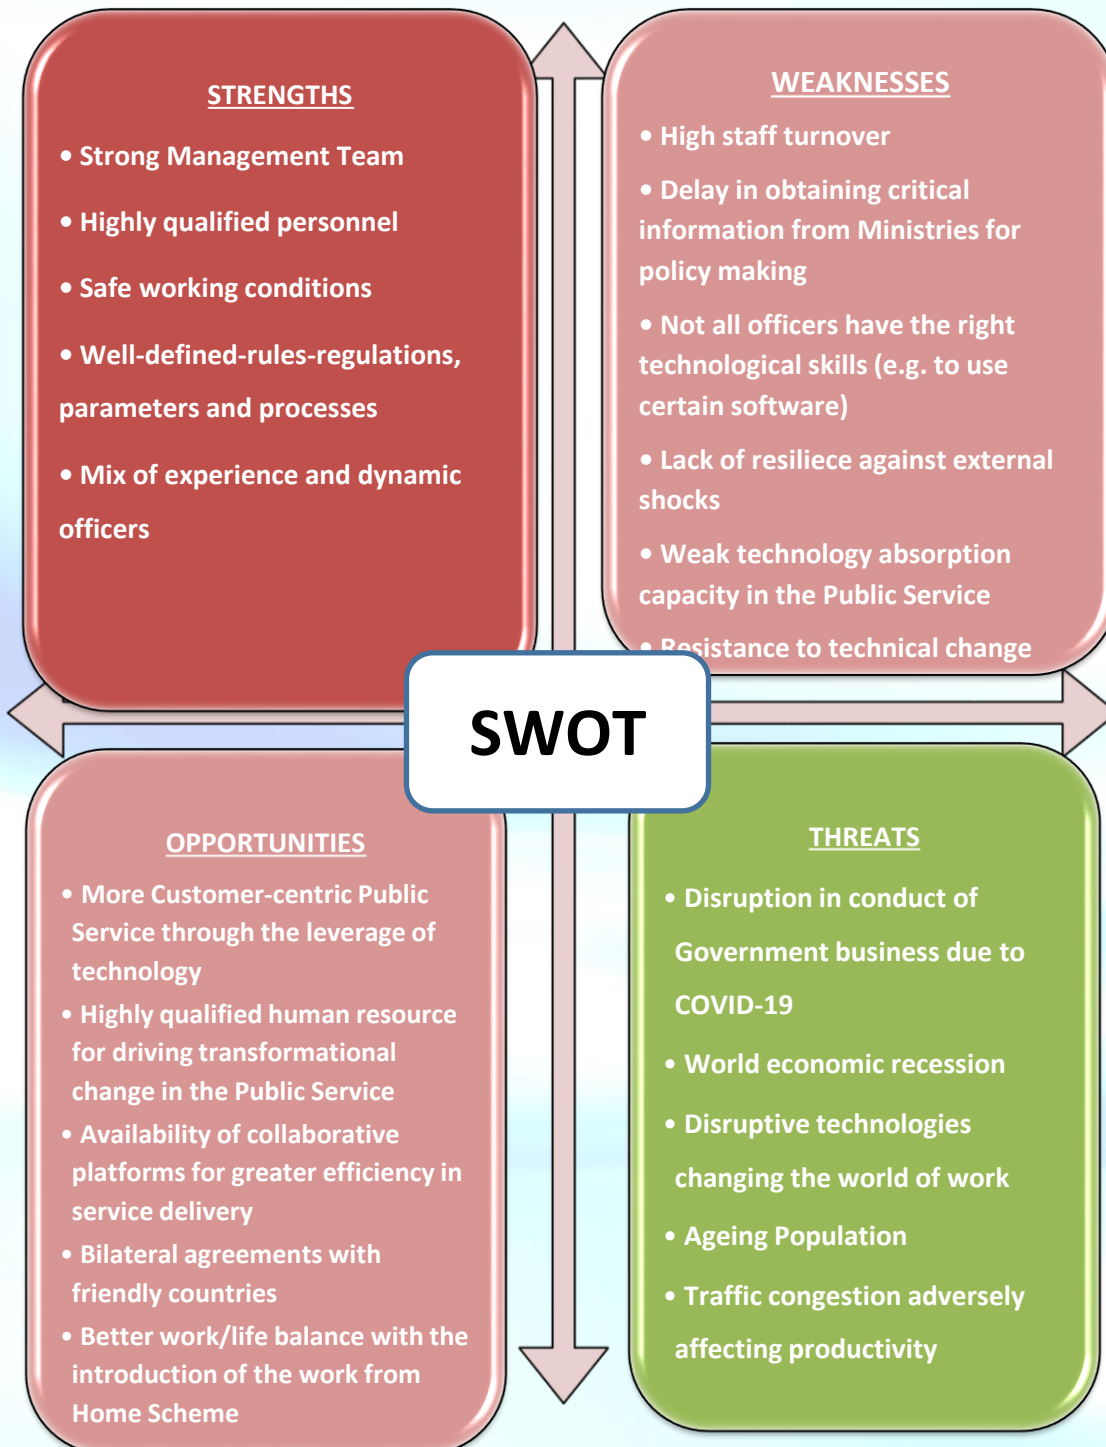 STRENGTHS
• Strong Management Team
• Highly qualified personnel
• Safe working conditions
• Well-defined-rules-regulations,
parameters and processes
• Mix of experience and dynamic
officers
WEAKNESSES
• High staff turnover
• Delay in obtaining critical
information from Ministries for
policy making
• Not all officers have the right
technological skills (e.g. to use
certain software)
• Lack of resiliece against external
shocks
• Weak technology absorption
capacity in the Public Service
• Resistance to technical change
SWOT
OPPORTUNITIES
• More Customer-centric Public
Service through the leverage of
technology
• Highly qualified human resource
for driving transformational
change in the Public Service
• Availability of collaborative
platforms for greater efficiency in
service delivery
• Bilateral agreements with
friendly countries
• Better work/life balance with the
introduction of the work from
Home Scheme
THREATS
• Disruption in conduct of
Government business due to
COVID-19
• World economic recession
• Disruptive technologies
changing the world of work
• Ageing Population
• Traffic congestion adversely
affecting productivity